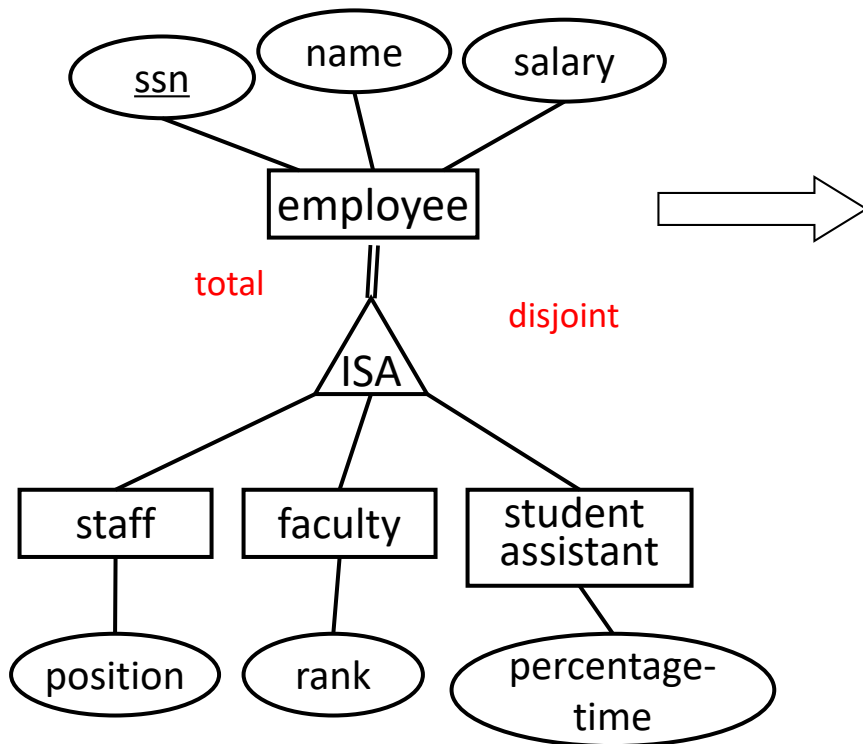 ssn
name
salary
employee
total
disjoint
ISA
staff
faculty
student
assistant
position
rank
percentage-
time